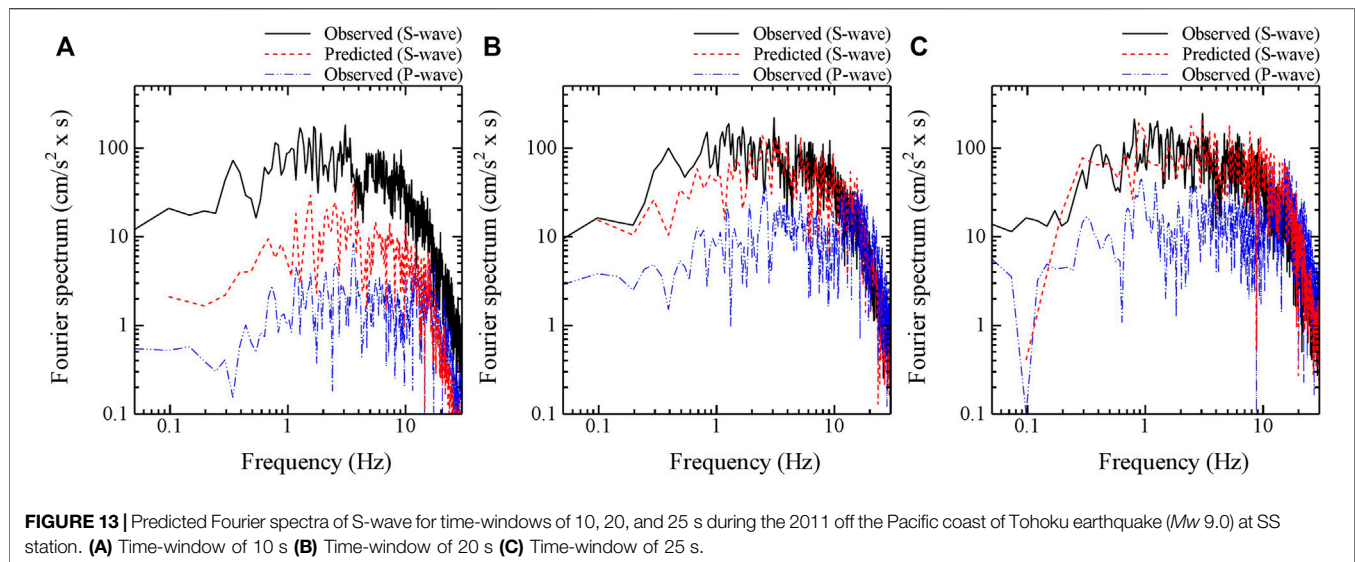 A
Observed (S-wave)
Predicted (S-wave)
Observed (P-wave)
Fourier spectrum (cm/s² x s)
100
10
1
0.1
0.1 1 10
Frequency (Hz)
B
Observed (S-wave)
Predicted (S-wave)
Observed (P-wave)
Fourier spectrum (cm/s² x s)
100
10
1
0.1
0.1 1 10
Frequency (Hz)
C
Observed (S-wave)
Predicted (S-wave)
Observed (P-wave)
Fourier spectrum (cm/s² x s)
100
10
1
0.1
0.1 1 10
Frequency (Hz)
FIGURE 13 | Predicted Fourier spectra of S-wave for time-windows of 10, 20, and 25 s during the 2011 off the Pacific coast of Tohoku earthquake (Mw 9.0) at SS
station. (A) Time-window of 10 s (B) Time-window of 20 s (C) Time-window of 25 s.